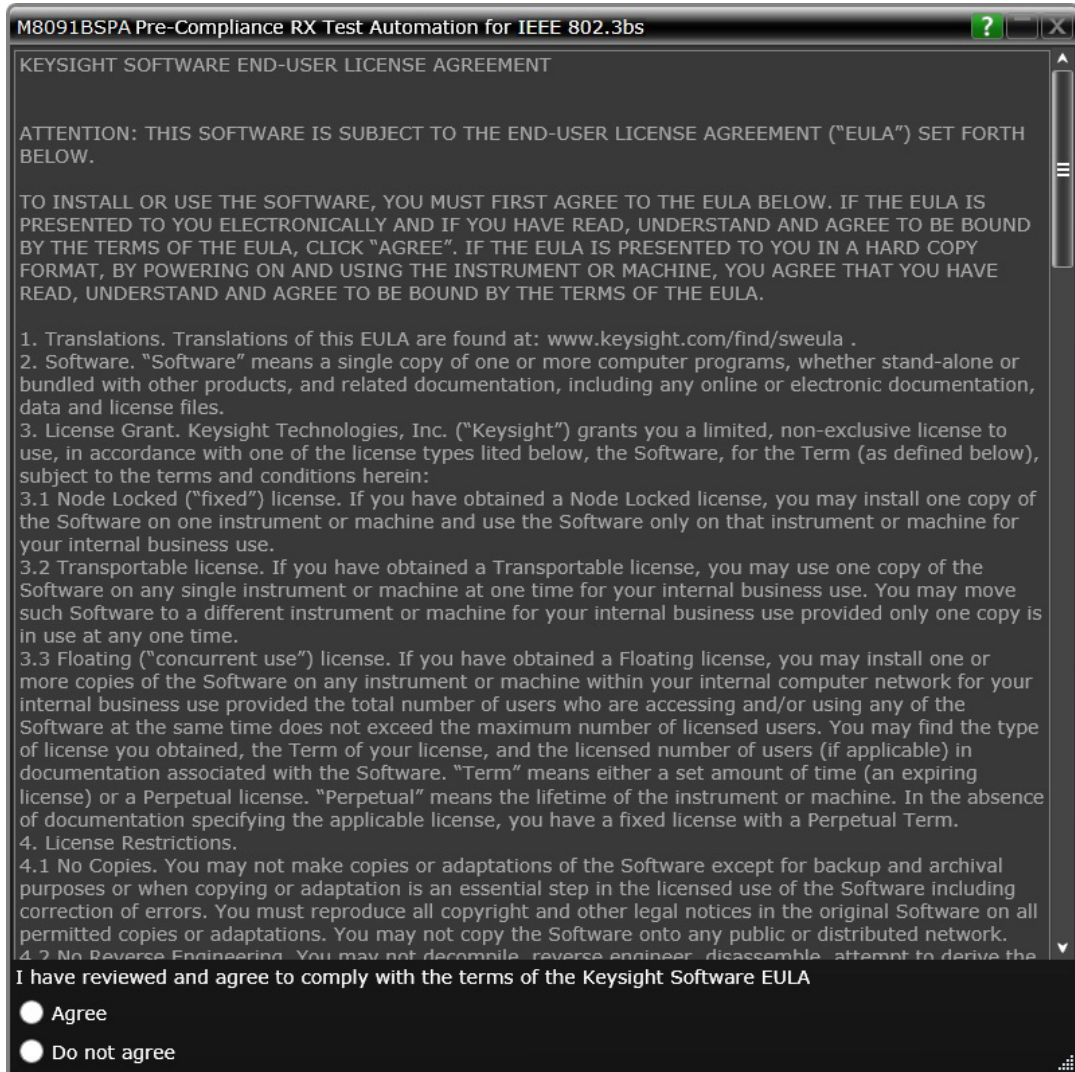 M8091BSPA Pre-Compliance RX Test Automation for IEEE 802.3bs
?
X
KEYSIGHT SOFTWARE END-USER LICENSE AGREEMENT
ATTENTION: THIS SOFTWARE IS SUBJECT TO THE END-USER LICENSE AGREEMENT (“EULA”) SET FORTH
BELOW.
TO INSTALL OR USE THE SOFTWARE, YOU MUST FIRST AGREE TO THE EULA BELOW. IF THE EULA IS
PRESENTED TO YOU ELECTRONICALLY AND IF YOU HAVE READ, UNDERSTAND AND AGREE TO BE BOUND
BY THE TERMS OF THE EULA, CLICK “AGREE”. IF THE EULA IS PRESENTED TO YOU IN A HARD COPY
FORMAT, BY POWERING ON AND USING THE INSTRUMENT OR MACHINE, YOU AGREE THAT YOU HAVE
READ, UNDERSTAND AND AGREE TO BE BOUND BY THE TERMS OF THE EULA.
1. Translations. Translations of this EULA are found at: www.keysight.com/find/sweula .
2. Software. “Software” means a single copy of one or more computer programs, whether stand-alone or
bundled with other products, and related documentation, including any online or electronic documentation,
data and license files.
3. License Grant. Keysight Technologies, Inc. (“Keysight”) grants you a limited, non-exclusive license to
use, in accordance with one of the license types lited below, the Software, for the Term (as defined below),
subject to the terms and conditions herein:
3.1 Node Locked (“fixed”) license. If you have obtained a Node Locked license, you may install one copy of
the Software on one instrument or machine and use the Software only on that instrument or machine for
your internal business use.
3.2 Transportable license. If you have obtained a Transportable license, you may use one copy of the
Software on any single instrument or machine at one time for your internal business use. You may move
such Software to a different instrument or machine for your internal business use provided only one copy is
in use at any one time.
3.3 Floating (“concurrent use”) license. If you have obtained a Floating license, you may install one or
more copies of the Software on any instrument or machine within your internal computer network for your
internal business use provided the total number of users who are accessing and/or using any of the
Software at the same time does not exceed the maximum number of licensed users. You may find the type
of license you obtained, the Term of your license, and the licensed number of users (if applicable) in
documentation associated with the Software. “Term” means either a set amount of time (an expiring
license) or a Perpetual license. “Perpetual” means the lifetime of the instrument or machine. In the absence
of documentation specifying the applicable license, you have a fixed license with a Perpetual Term.
4. License Restrictions.
4.1 No Copies. You may not make copies or adaptations of the Software except for backup and archival
purposes or when copying or adaptation is an essential step in the licensed use of the Software including
correction of errors. You must reproduce all copyright and other legal notices in the original Software on all
permitted copies or adaptations. You may not copy the Software onto any public or distributed network.
4.2 No Reverse Engineering. You may not decompile, reverse engineer, disassemble, attempt to derive the
I have reviewed and agree to comply with the terms of the Keysight Software EULA
Agree
Do not agree